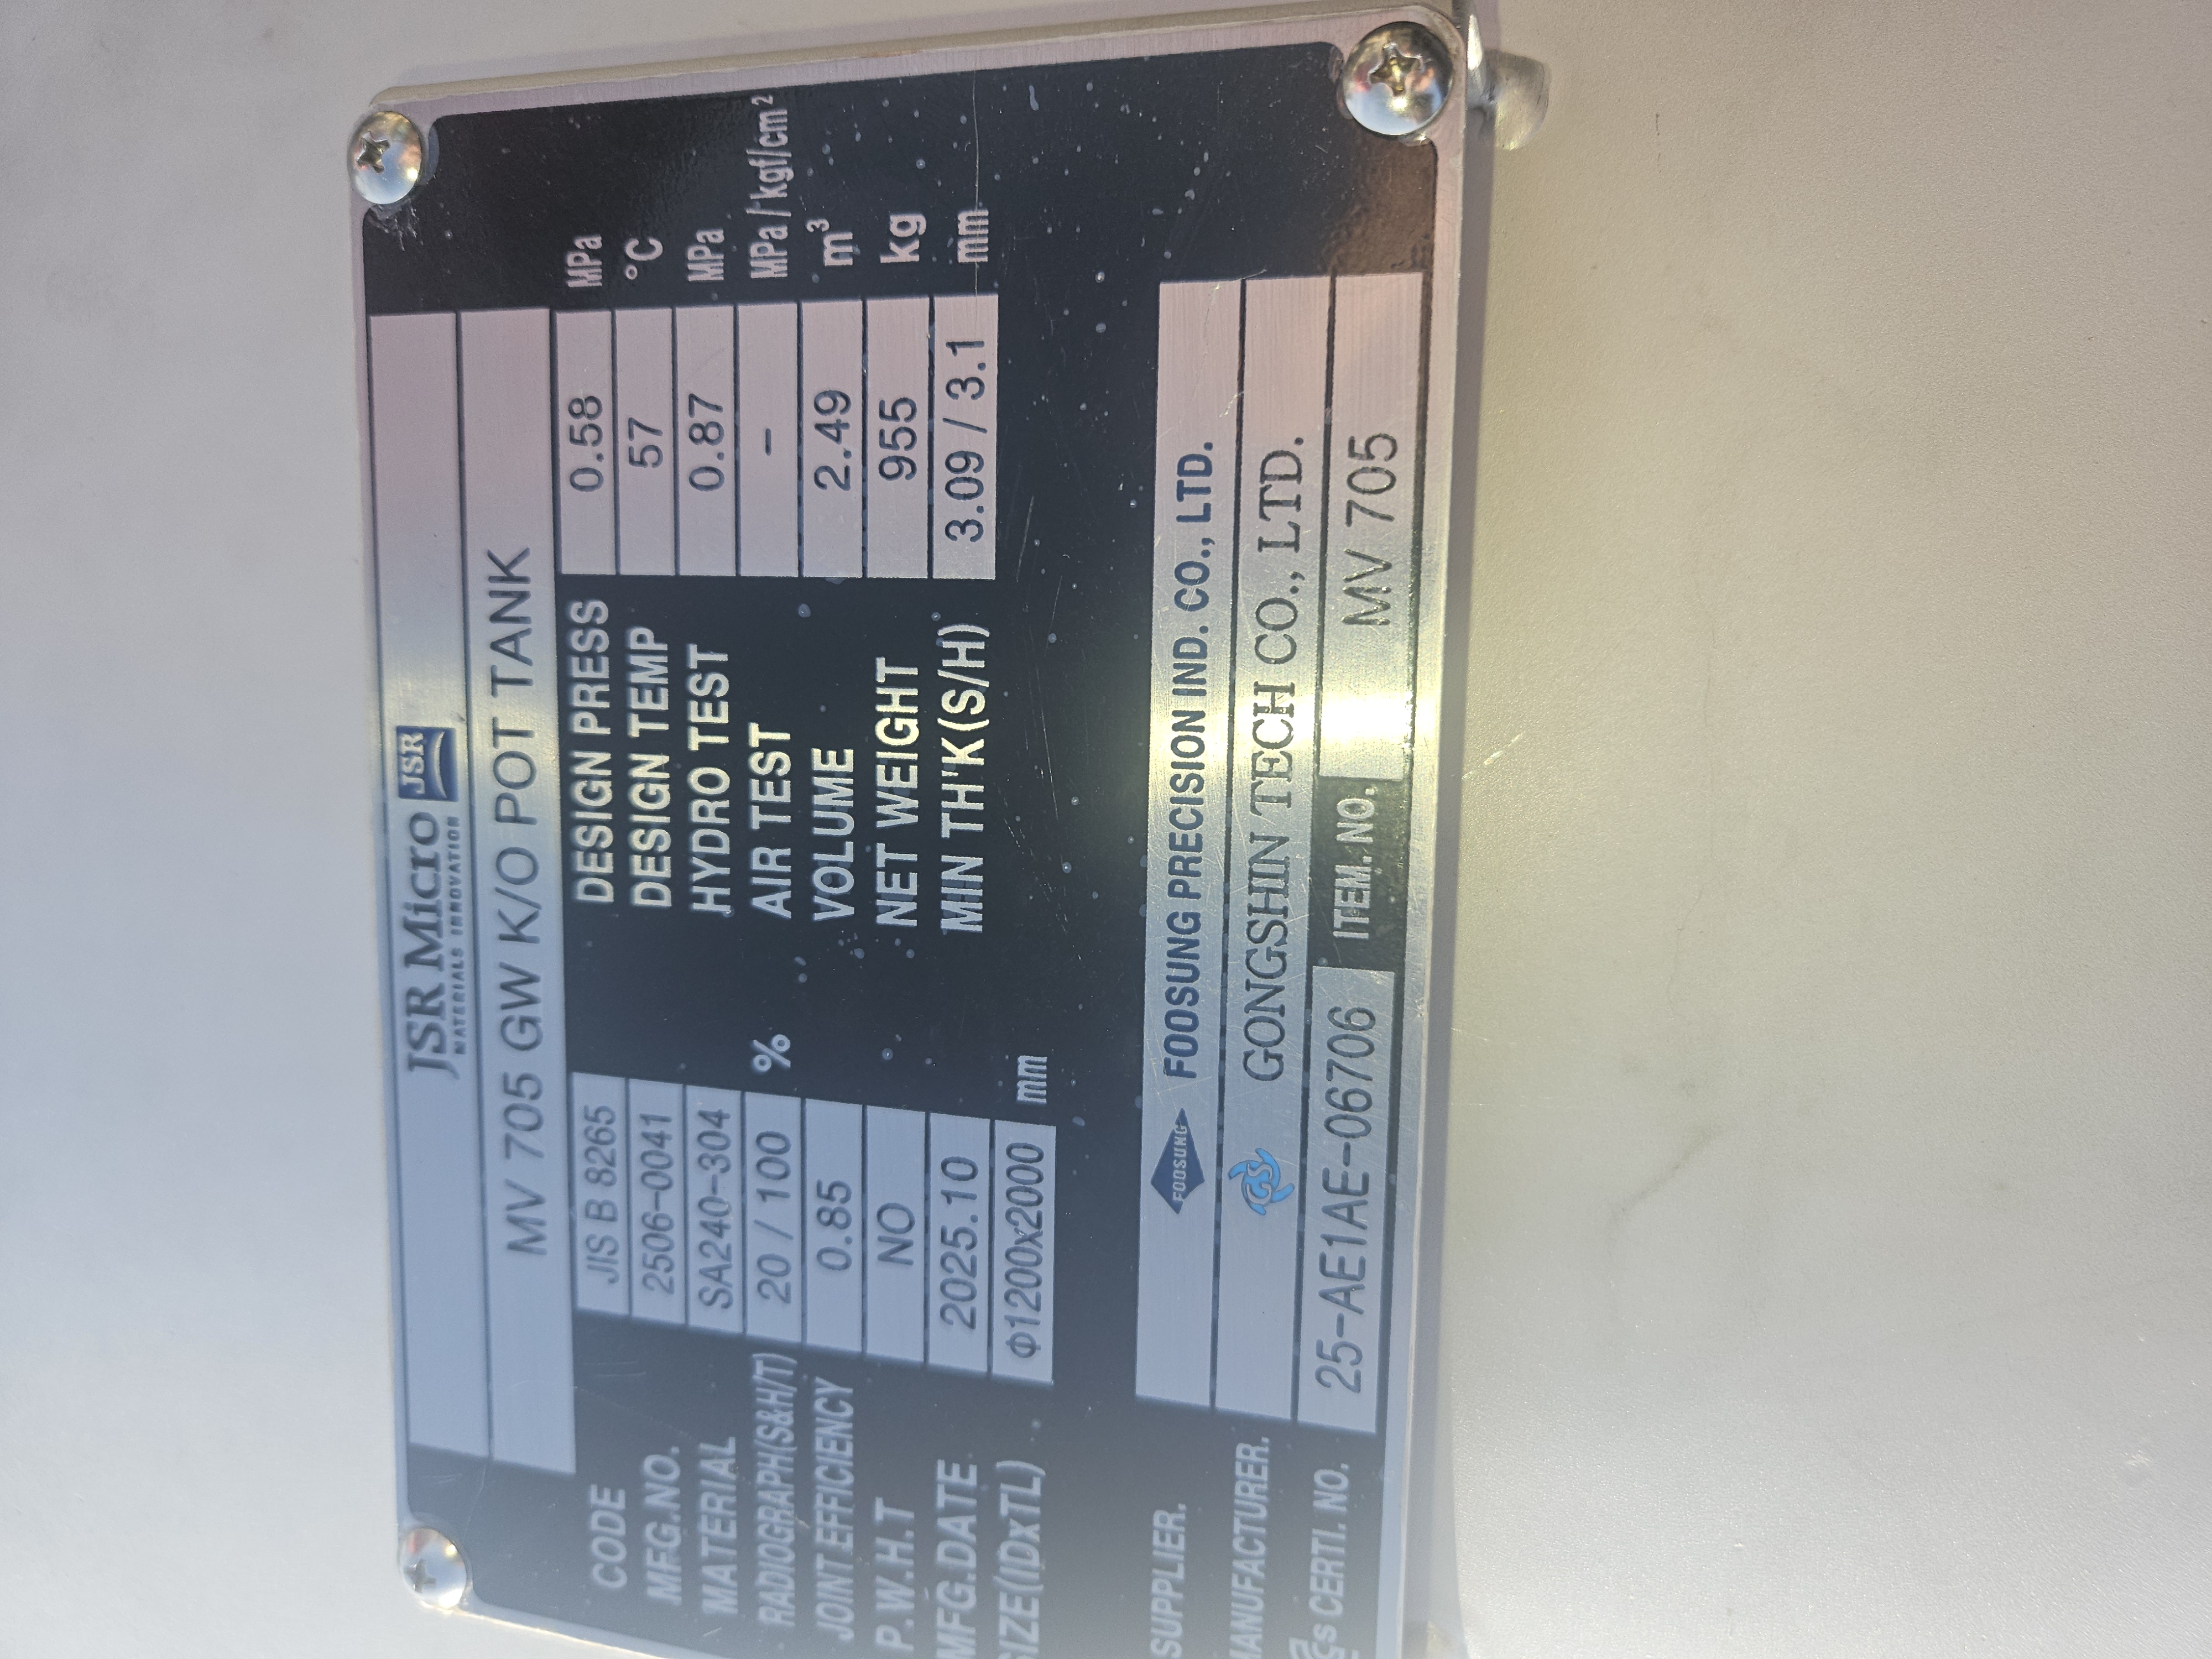 JSR Micro JSR
MATERIALS INNOVATION
MV 705 GW K/O POT TANK
CODE JIS B 8265 DESIGN PRESS 0.58 MPa
MFG.NO. 2506-0041 DESIGN TEMP 57 °C
MATERIAL SA240-304 HYDRO TEST 0.87 MPa
RADIOGRAPH(S&H/T) 20 / 100 % AIR TEST - MPa / kgf/cm²
JOINT EFFICIENCY 0.85 VOLUME 2.49 m³
P.W.H.T NO NET WEIGHT 955 kg
MFG.DATE 2025.10 MIN TH'K(S/H) 3.09 / 3.1 mm
SIZE(IDxTL) Φ1200x2000 mm
SUPPLIER. FOOSUNG FOOSUNG PRECISION IND. CO., LTD.
MANUFACTURER. GS GONGSHIN TECH CO., LTD.
KCs CERTI. NO. 25-AE1AE-06706 ITEM. NO. MV 705